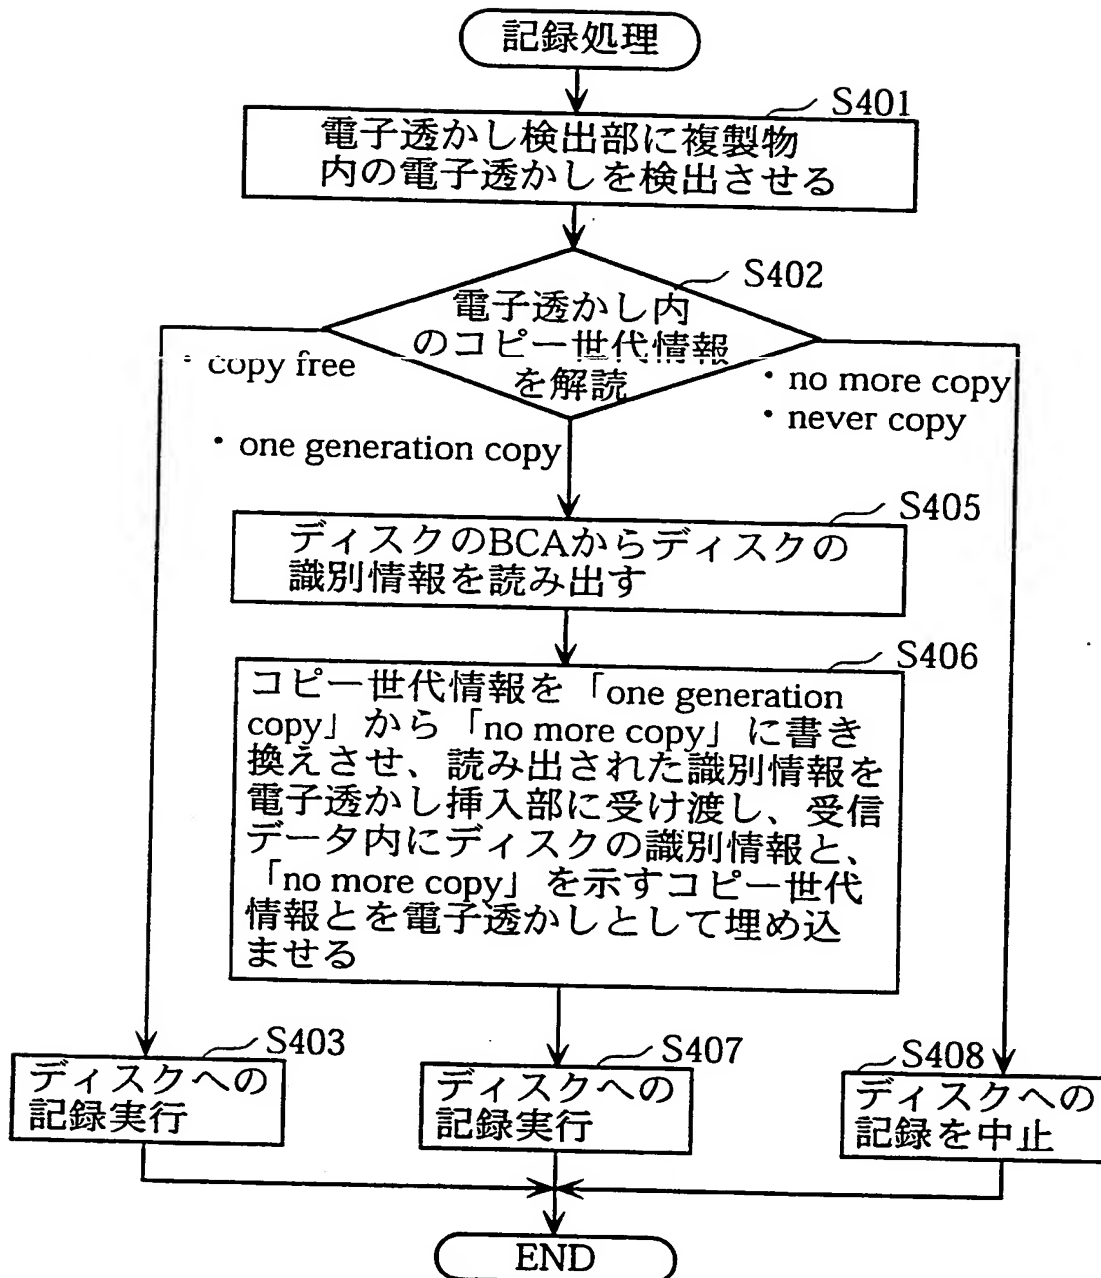 記録処理
S401
電子透かし検出部に複製物
内の電子透かしを検出させる
S402
電子透かし内
のコピー世代情報
を解読
・copy free
・no more copy
・never copy
・one generation copy
S405
ディスクのBCAからディスクの
識別情報を読み出す
S406
コピー世代情報を「one generation
copy」から「no more copy」に書き
換えさせ、読み出された識別情報を
電子透かし挿入部に受け渡し、受信
データ内にディスクの識別情報と、
「no more copy」を示すコピー世代
情報とを電子透かしとして埋め込
ませる
S403
ディスクへの
記録実行
S407
ディスクへの
記録実行
S408
ディスクへの
記録を中止
END